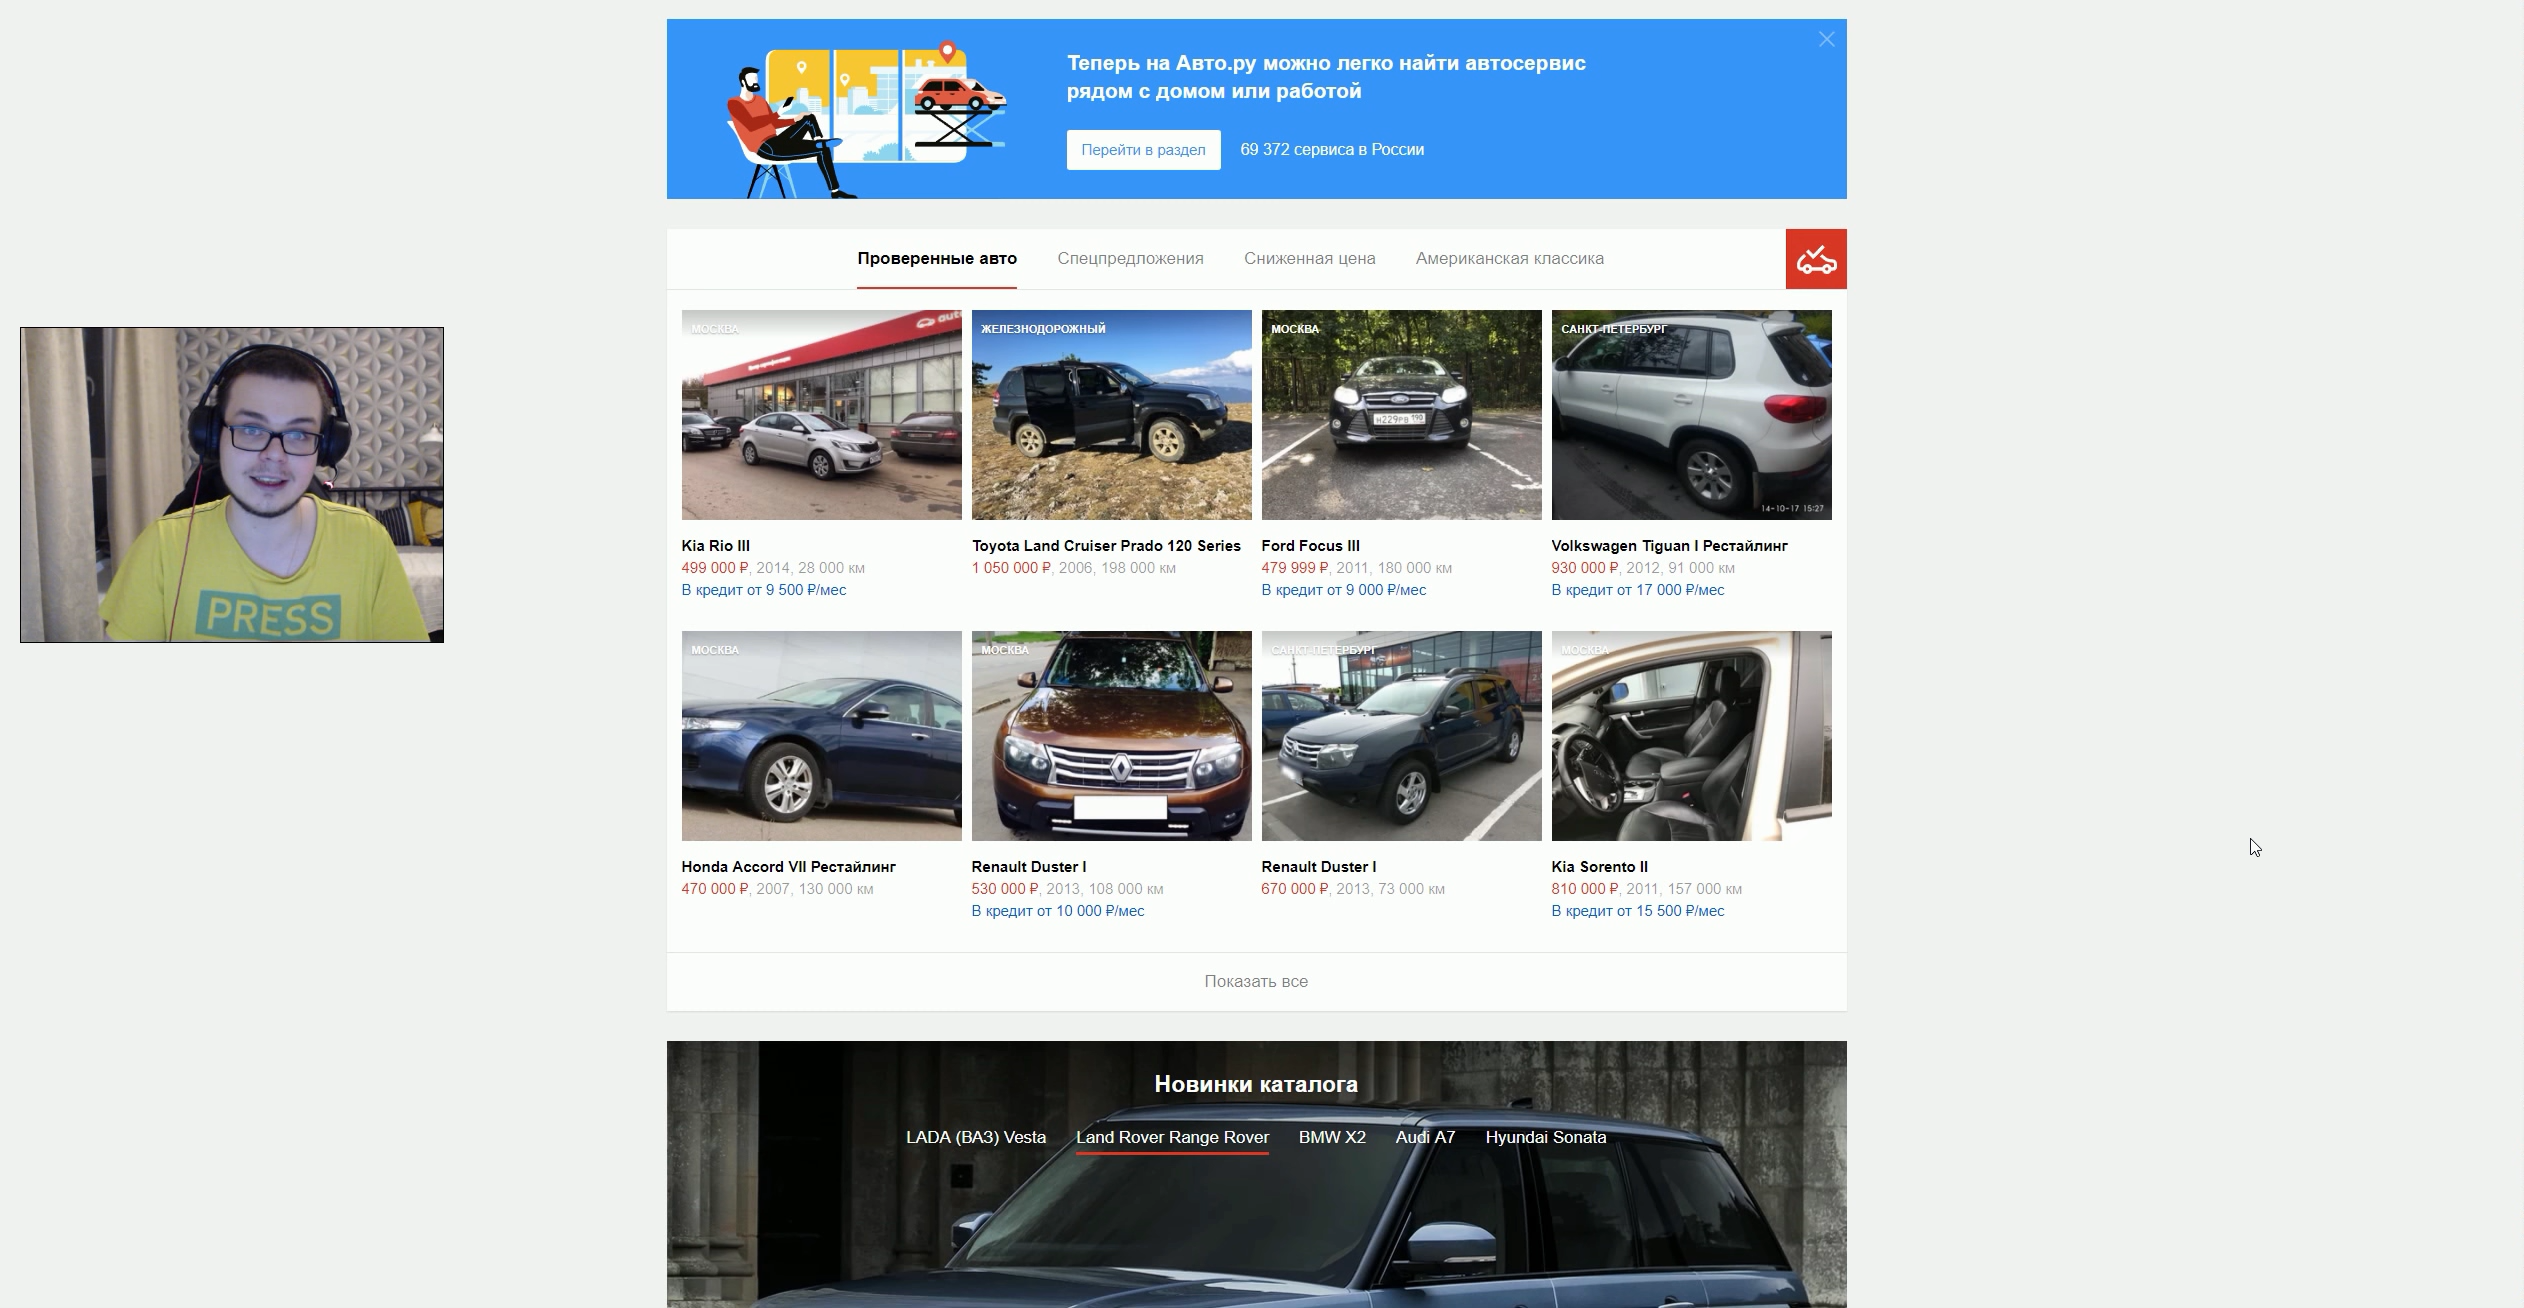 Теперь на Авто.ру можно легко найти автосервис
рядом с домом или работой
Перейти в раздел
69 372 сервиса в России
Проверенные авто
Спецпредложения
Сниженная цена
Американская классика
МОСКВА
auto
ЖЕЛЕЗНОДОРОЖНЫЙ
МОСКВА
н229рв 190
САНКТ-ПЕТЕРБУРГ
14-10-17 15:27
PRESS
Kia Rio III
499 000 ₽, 2014, 28 000 км
В кредит от 9 500 ₽/мес
Toyota Land Cruiser Prado 120 Series
1 050 000 ₽, 2006, 198 000 км
Ford Focus III
479 999 ₽, 2011, 180 000 км
В кредит от 9 000 ₽/мес
Volkswagen Tiguan I Рестайлинг
930 000 ₽, 2012, 91 000 км
В кредит от 17 000 ₽/мес
МОСКВА
МОСКВА
САНКТ-ПЕТЕРБУРГ
МОСКВА
Honda Accord VII Рестайлинг
470 000 ₽, 2007, 130 000 км
Renault Duster I
530 000 ₽, 2013, 108 000 км
В кредит от 10 000 ₽/мес
Renault Duster I
670 000 ₽, 2013, 73 000 км
Kia Sorento II
810 000 ₽, 2011, 157 000 км
В кредит от 15 500 ₽/мес
Показать все
Новинки каталога
LADA (ВАЗ) Vesta
Land Rover Range Rover
BMW X2
Audi A7
Hyundai Sonata